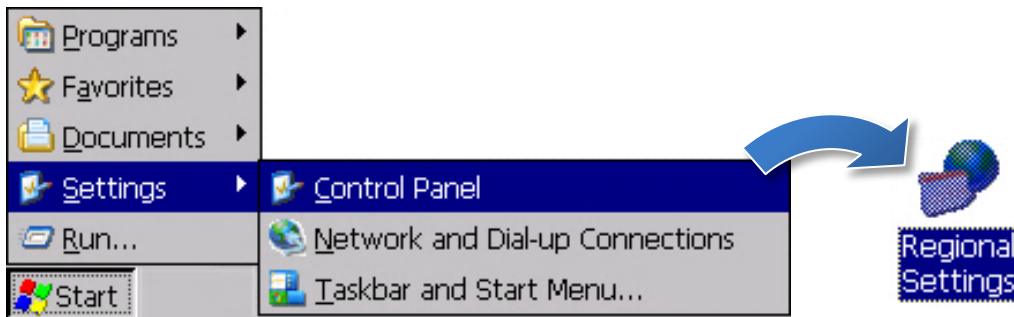 Programs
Favorites
Documents
Settings
Run...
Start
Control Panel
Network and Dial-up Connections
Taskbar and Start Menu...
Regional
Settings